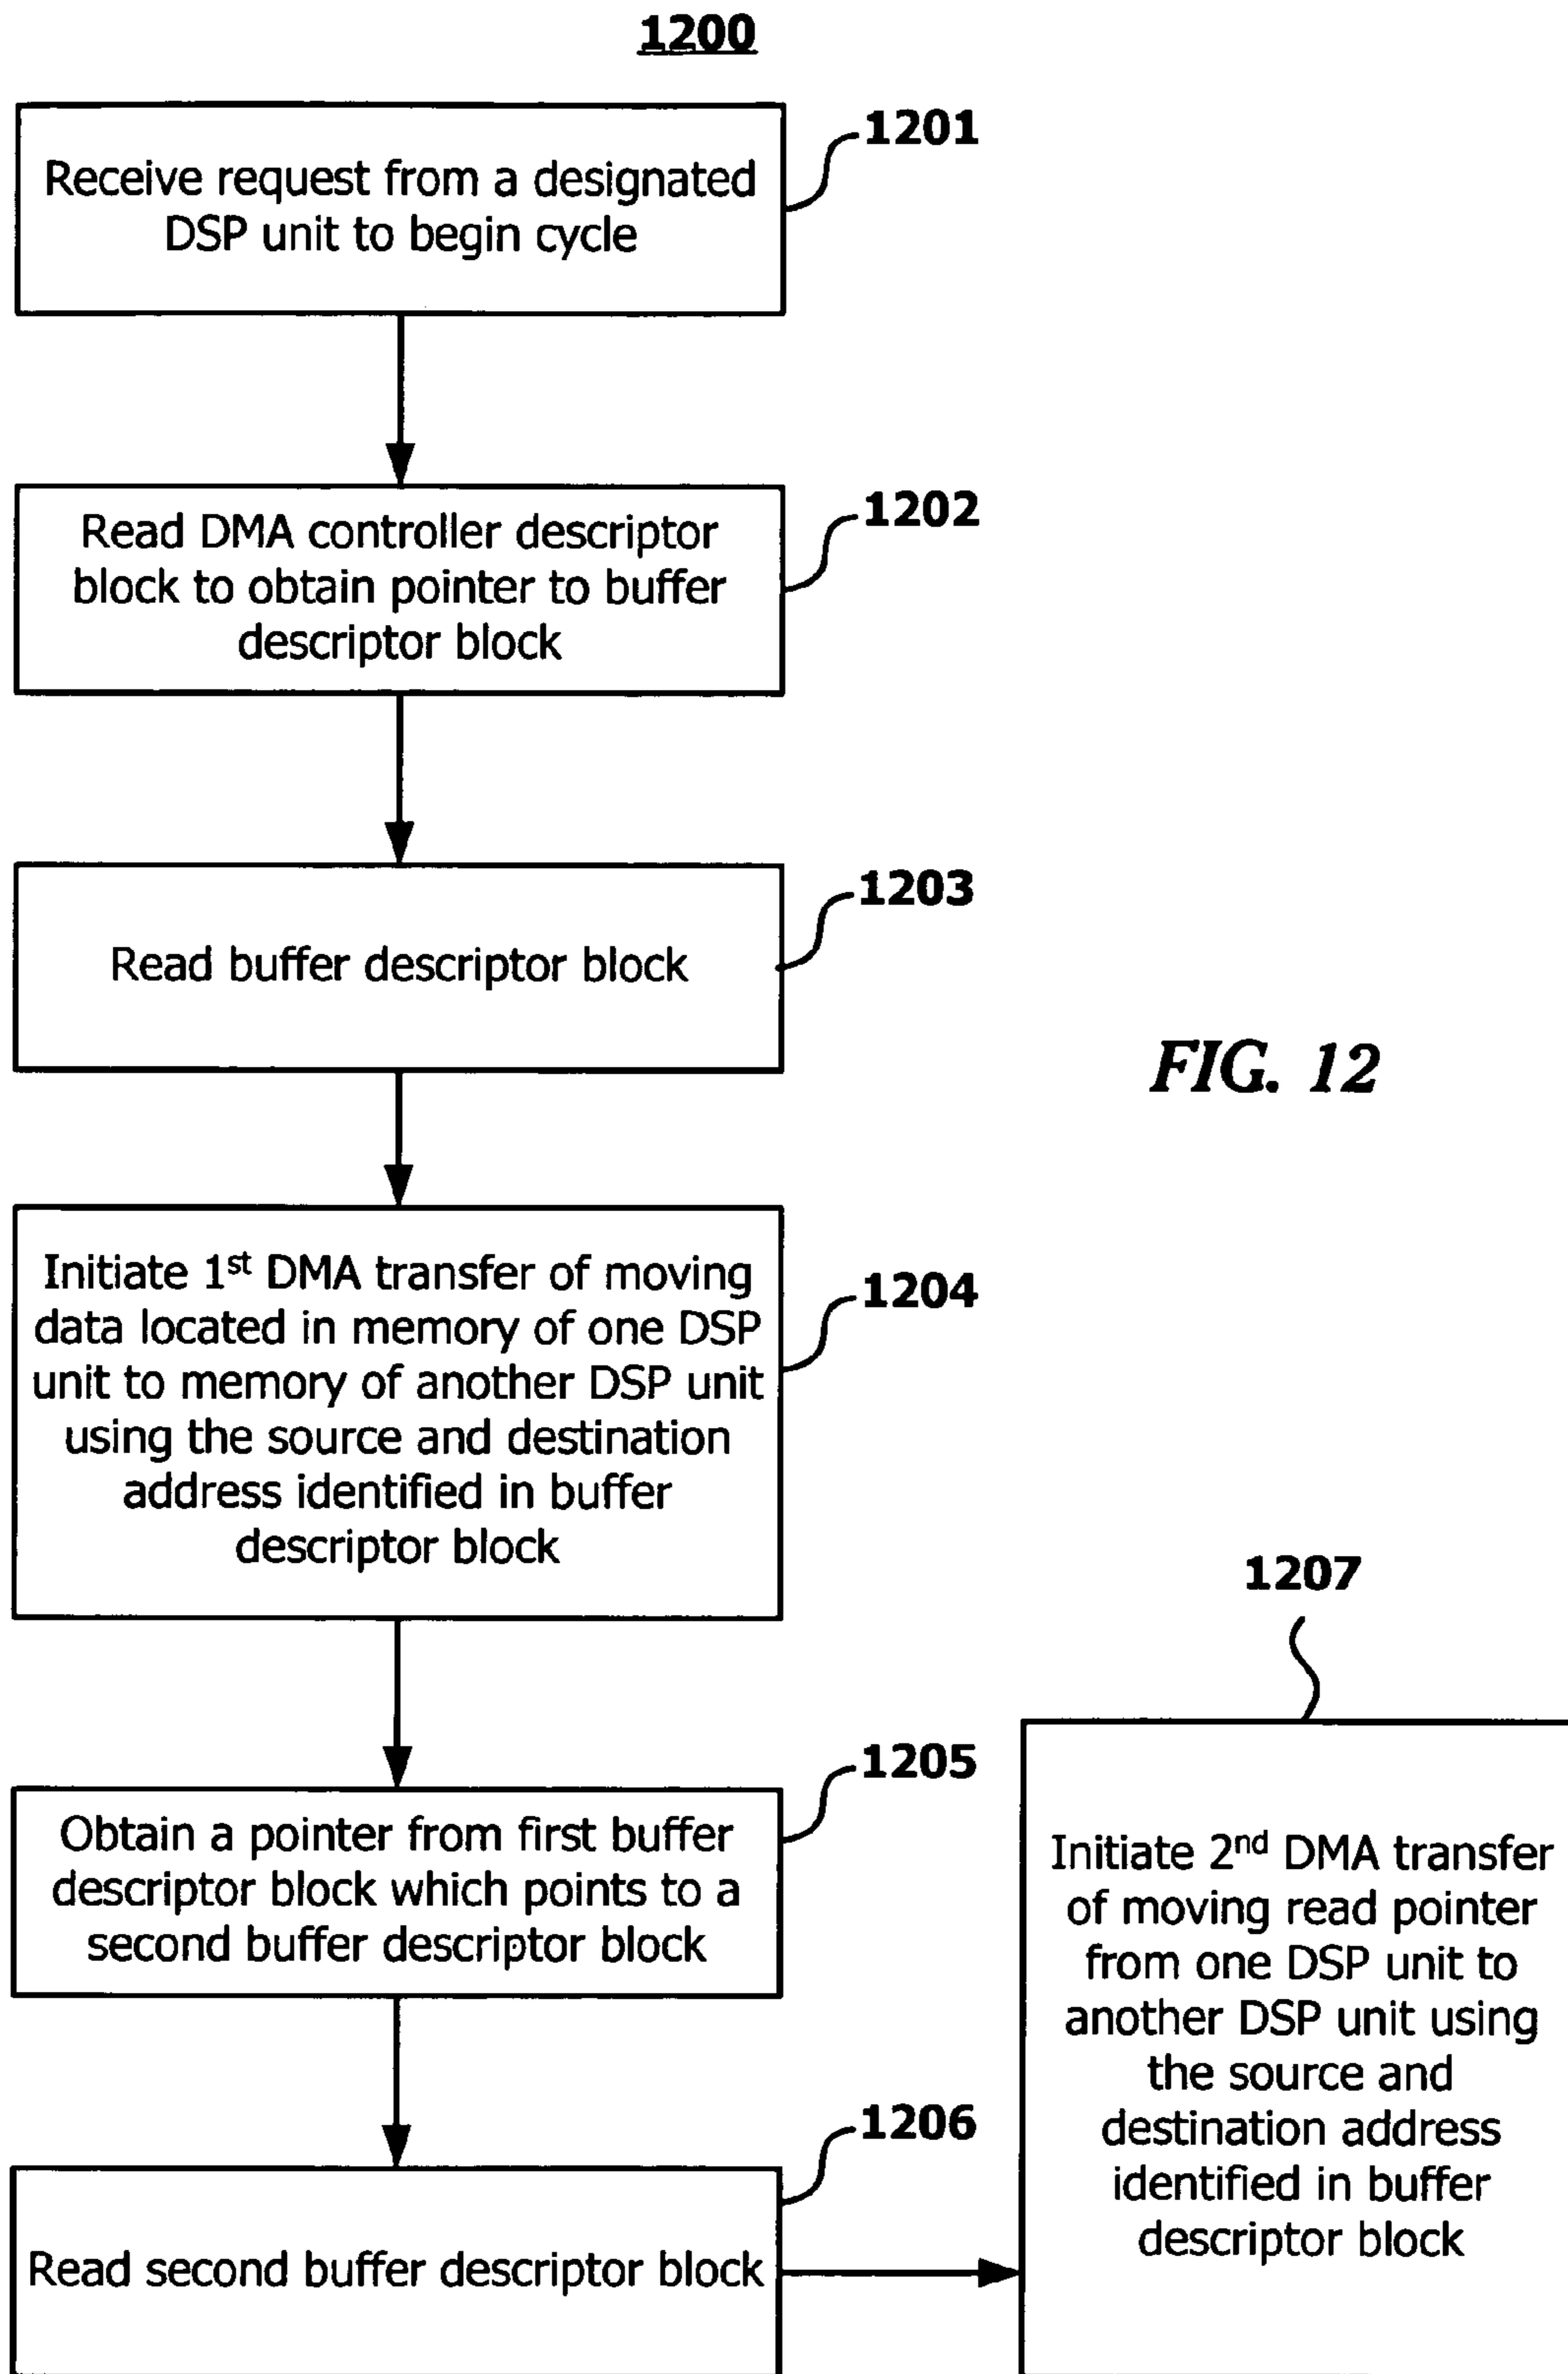 1200
1201
Receive request from a designated
DSP unit to begin cycle
1202
Read DMA controller descriptor
block to obtain pointer to buffer
descriptor block
1203
Read buffer descriptor block
FIG. 12
1204
Initiate 1st DMA transfer of moving
data located in memory of one DSP
unit to memory of another DSP unit
using the source and destination
address identified in buffer
descriptor block
1205
Obtain a pointer from first buffer
descriptor block which points to a
second buffer descriptor block
1206
Read second buffer descriptor block
1207
Initiate 2nd DMA transfer
of moving read pointer
from one DSP unit to
another DSP unit using
the source and
destination address
identified in buffer
descriptor block